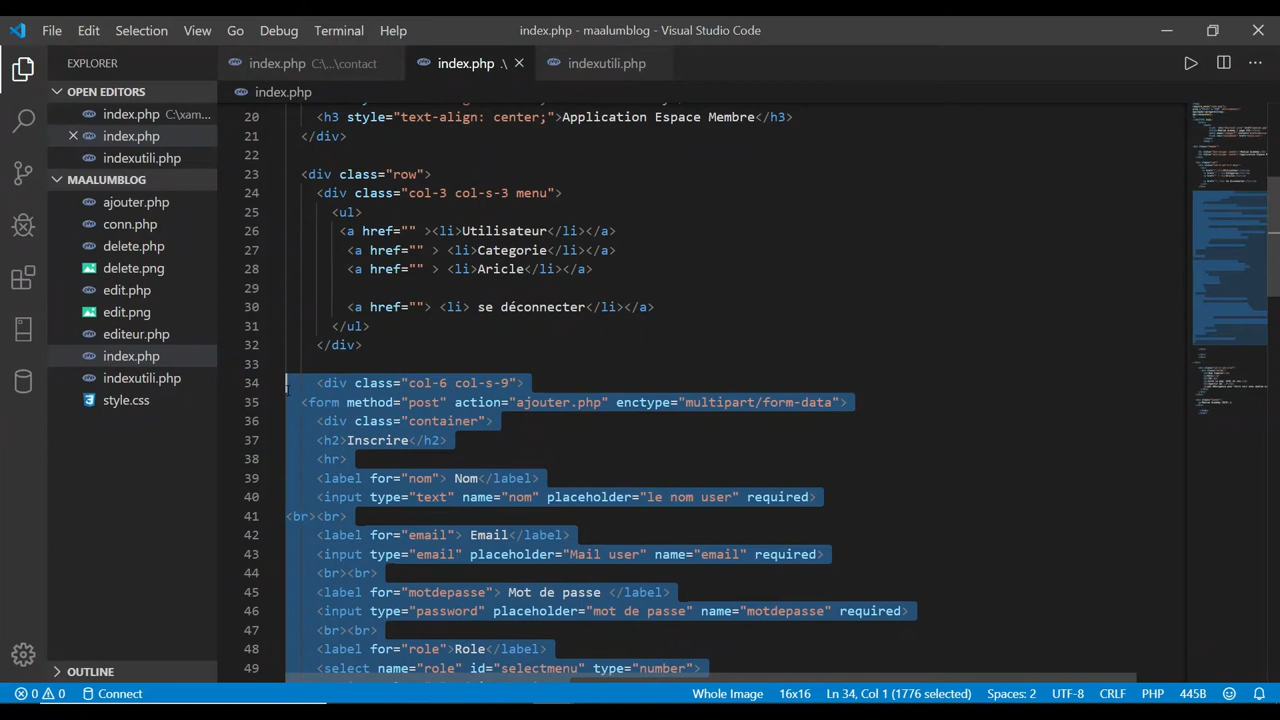 File Edit Selection View Go Debug Terminal Help
index.php - maalumblog - Visual Studio Code
EXPLORER
index.php C:\...\contact
index.php .\
indexutili.php
OPEN EDITORS
index.php C:\xam...
index.php
indexutili.php
MAALUMBLOG
ajouter.php
conn.php
delete.php
delete.png
edit.php
edit.png
editeur.php
index.php
indexutili.php
style.css
OUTLINE
index.php
20 <h3 style="text-align: center;">Application Espace Membre</h3>
21 </div>
22
23 <div class="row">
24 <div class="col-3 col-s-3 menu">
25 <ul>
26 <a href="" ><li>Utilisateur</li></a>
27 <a href="" > <li>Categorie</li></a>
28 <a href="" > <li>Aricle</li></a>
29
30 <a href=""> <li> se déconnecter</li></a>
31 </ul>
32 </div>
33
34 <div class="col-6 col-s-9">
35 <form method="post" action="ajouter.php" enctype="multipart/form-data">
36 <div class="container">
37 <h2>Inscrire</h2>
38 <hr>
39 <label for="nom"> Nom</label>
40 <input type="text" name="nom" placeholder="le nom user" required>
41 <br><br>
42 <label for="email"> Email</label>
43 <input type="email" placeholder="Mail user" name="email" required>
44 <br><br>
45 <label for="motdepasse"> Mot de passe </label>
46 <input type="password" placeholder="mot de passe" name="motdepasse" required>
47 <br><br>
48 <label for="role">Role</label>
49 <select name="role" id="selectmenu" type="number">
0 0 Connect
Whole Image 16x16 Ln 34, Col 1 (1776 selected) Spaces: 2 UTF-8 CRLF PHP 445B